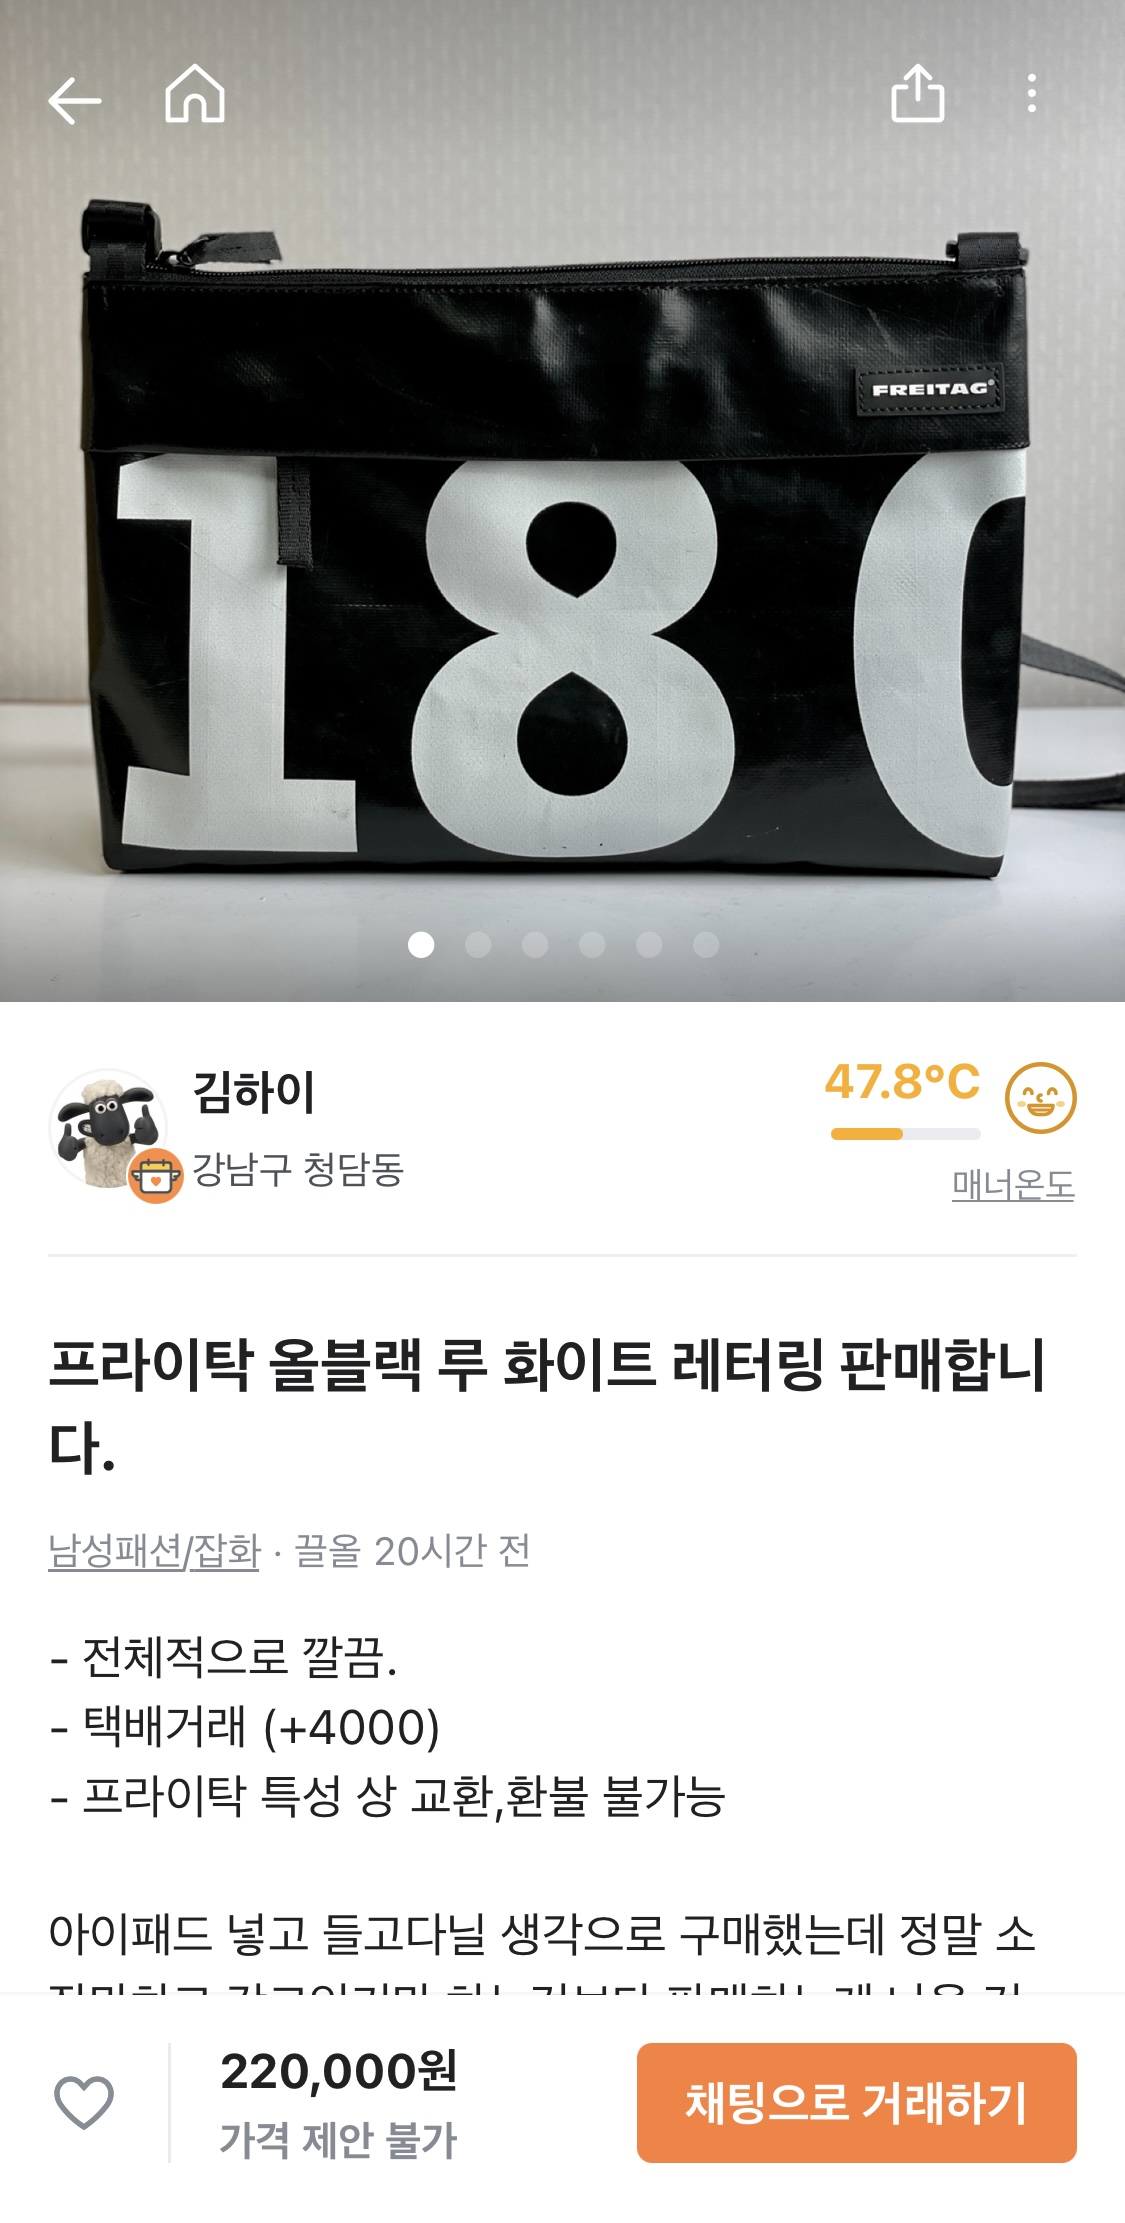 FREITAG
180
김하이
47.8°C
강남구 청담동
매너온도
프라이탁 올블랙 루 화이트 레터링 판매합니
다.
남성패션/잡화 · 끌올 20시간 전
- 전체적으로 깔끔.
- 택배거래 (+4000)
- 프라이탁 특성 상 교환,환불 불가능
아이패드 넣고 들고다닐 생각으로 구매했는데 정말 소
220,000원
가격 제안 불가
채팅으로 거래하기